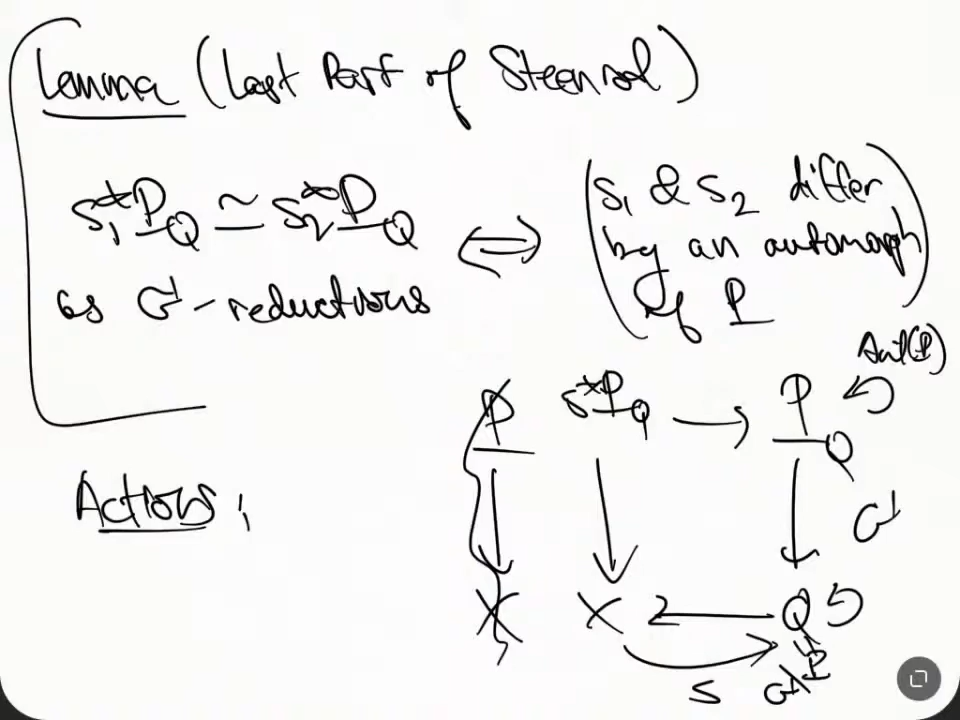 Lemma (Last Part of Steenrod)
S₁*P_Q ≃ S₂*P_Q ⟺ (S₁ & S₂ differ by an automorph of P)
as G'-reductions
Aut(P)
P S*P_Q → P_Q
Actions:
G'
X X ← Q
S G'\P